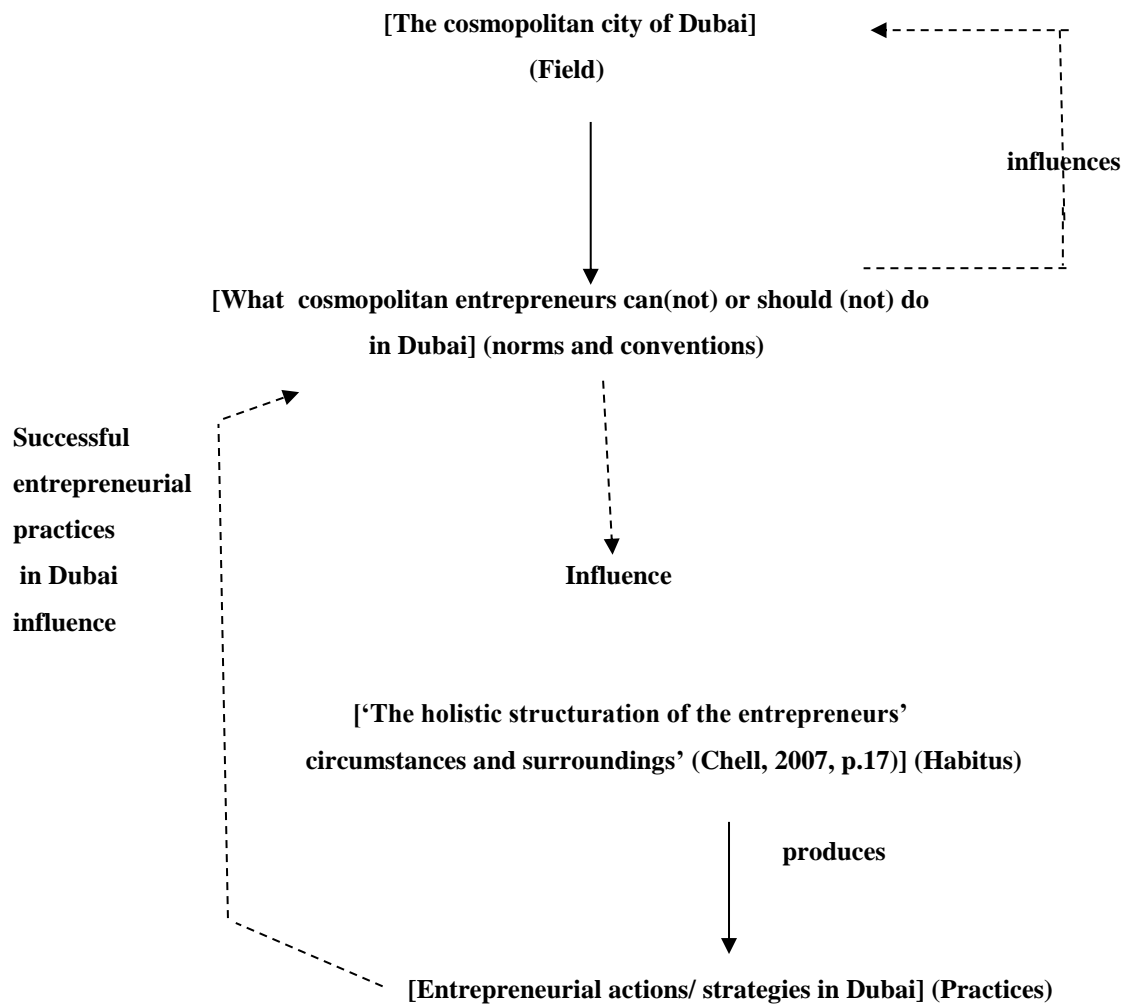 [The cosmopolitan city of Dubai]
(Field)
influences
[What cosmopolitan entrepreneurs can(not) or should (not) do
in Dubai] (norms and conventions)
Successful
entrepreneurial
practices
in Dubai
influence
Influence
[‘The holistic structuration of the entrepreneurs’
circumstances and surroundings’ (Chell, 2007, p.17)] (Habitus)
produces
[Entrepreneurial actions/ strategies in Dubai] (Practices)